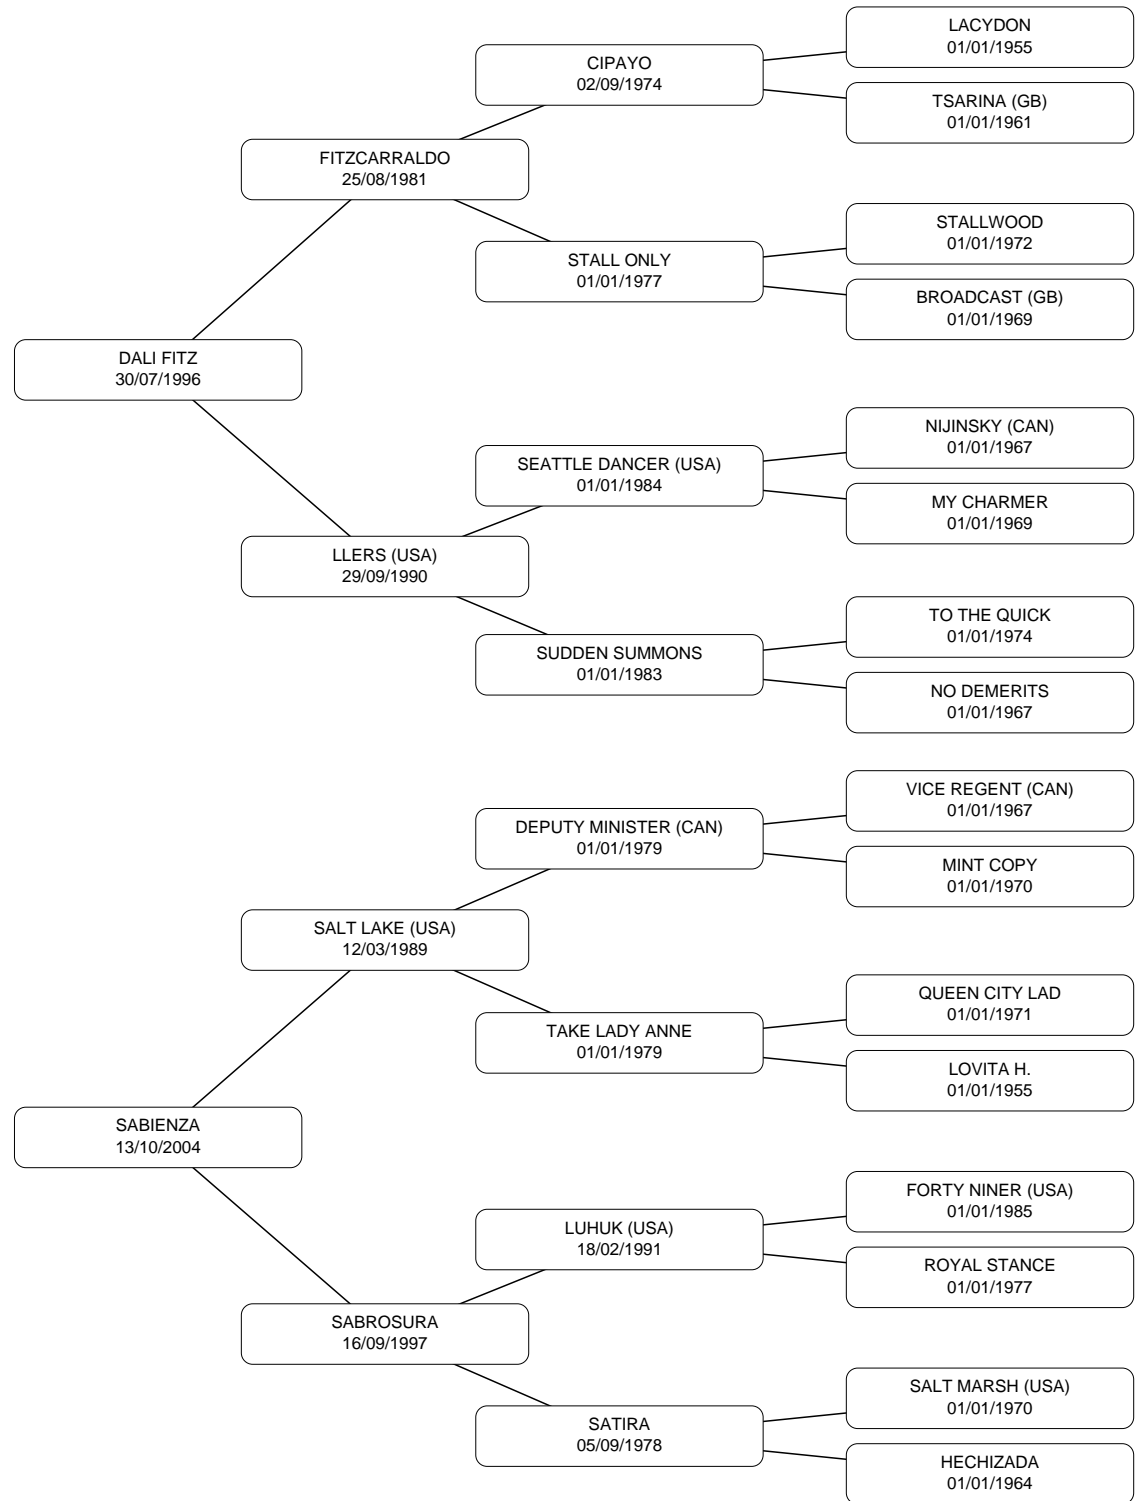 LACYDON
01/01/1955
CIPAYO
02/09/1974
TSARINA (GB)
01/01/1961
FITZCARRALDO
25/08/1981
STALLWOOD
01/01/1972
STALL ONLY
01/01/1977
BROADCAST (GB)
01/01/1969
DALI FITZ
30/07/1996
NIJINSKY (CAN)
01/01/1967
SEATTLE DANCER (USA)
01/01/1984
MY CHARMER
01/01/1969
LLERS (USA)
29/09/1990
TO THE QUICK
01/01/1974
SUDDEN SUMMONS
01/01/1983
NO DEMERITS
01/01/1967
VICE REGENT (CAN)
01/01/1967
DEPUTY MINISTER (CAN)
01/01/1979
MINT COPY
01/01/1970
SALT LAKE (USA)
12/03/1989
QUEEN CITY LAD
01/01/1971
TAKE LADY ANNE
01/01/1979
LOVITA H.
01/01/1955
SABIENZA
13/10/2004
FORTY NINER (USA)
01/01/1985
LUHUK (USA)
18/02/1991
ROYAL STANCE
01/01/1977
SABROSURA
16/09/1997
SALT MARSH (USA)
01/01/1970
SATIRA
05/09/1978
HECHIZADA
01/01/1964